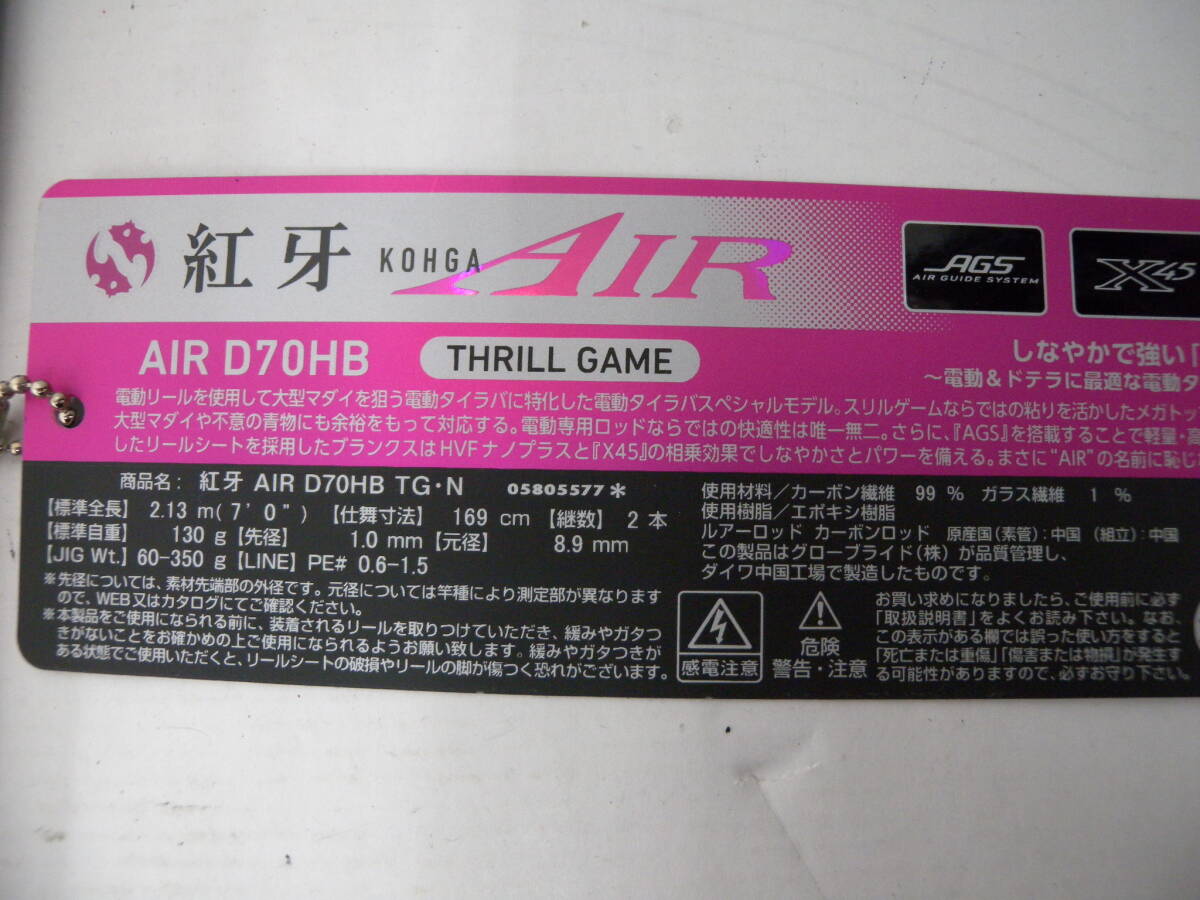 紅牙 KOHGA AIR
AGS
AIR GUIDE SYSTEM
X45
AIR D70HB THRILL GAME
しなやかで強い「
～電動&ドテラに最適な電動タ
電動リールを使用して大型マダイを狙う電動タイラバに特化した電動タイラバスペシャルモデル。スリルゲームならではの粘りを活かしたメガトッ
大型マダイや不意の青物にも余裕をもって対応する。電動専用ロッドならではの快適性は唯一無二。さらに、『AGS』を搭載することで軽量・高
したリールシートを採用したブランクスはHVFナノプラスと『X45』の相乗効果でしなやかさとパワーを備える。まさに“AIR”の名前に恥じ
商品名: 紅牙 AIR D70HB TG・N 05805577*
【標準全長】 2.13 m(7'0") 【仕舞寸法】 169 cm 【継数】 2 本
【標準自重】 130 g 【先径】 1.0 mm 【元径】 8.9 mm
【JIG Wt.】 60-350 g 【LINE】 PE# 0.6-1.5
※先径については、素材先端部の外径です。元径については竿種により測定部が異なります
ので、WEB又はカタログにてご確認ください。
※本製品をご使用になられる前に、装着されるリールを取りつけていただき、緩みやガタつ
きがないことをお確かめの上ご使用になられるようお願い致します。緩みやガタつきが
ある状態でご使用いただくと、リールシートの破損やリールの脚が傷つく恐れがございます。
使用材料/カーボン繊維 99 % ガラス繊維 1 %
使用樹脂/エポキシ樹脂
ルアーロッド カーボンロッド 原産国(素管):中国 (組立):中国
この製品はグローブライド(株)が品質管理し、
ダイワ中国工場で製造したものです。
感電注意
危険
警告・注意
お買い求めになりましたら、ご使用前に必ず
「取扱説明書」をよくお読み下さい。なお、
この表示がある欄では誤った使い方をすると
「死亡または重傷」「傷害または物損」が発生す
る可能性がありますので、必ずお守り下さい。